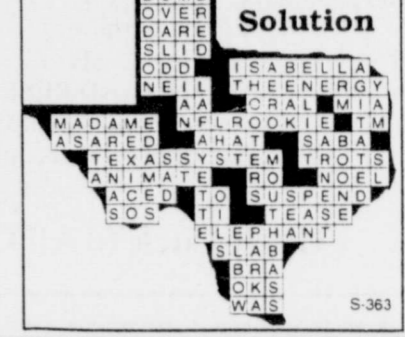 Solution
OVER
DARE
SLID
ODD ISABELLA
NEIL THEENERGY
AA ORAL MIA
MADAME NFLROOKIE TM
ASARED AHAT SABA
TEXASSYSTEM TROTS
ANIMATE RO NOEL
ACED TO SUSPEND
SOS TI TEASE
ELEPHANT
SLAB
BRA
OKS
WAS
S-363